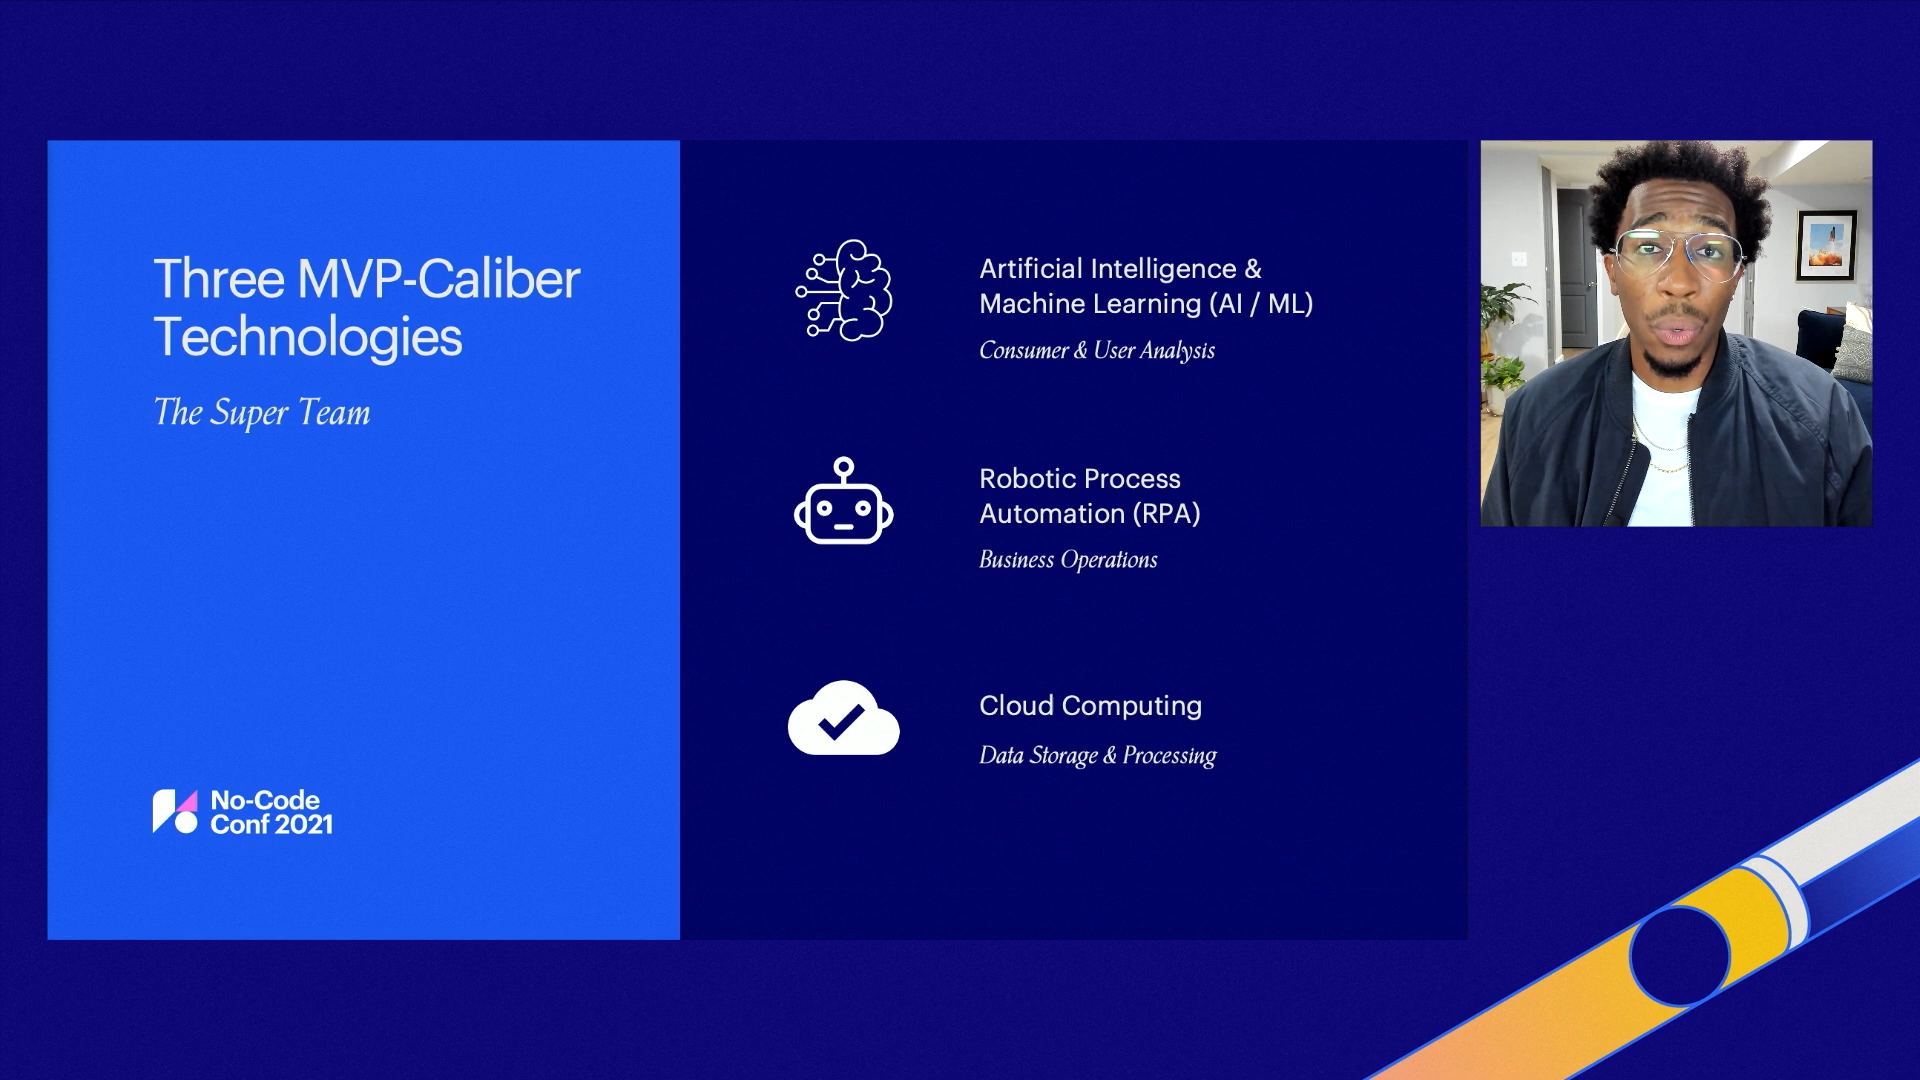 Three MVP-Caliber
Technologies
The Super Team
No-Code
Conf 2021
Artificial Intelligence &
Machine Learning (AI / ML)
Consumer & User Analysis
Robotic Process
Automation (RPA)
Business Operations
Cloud Computing
Data Storage & Processing